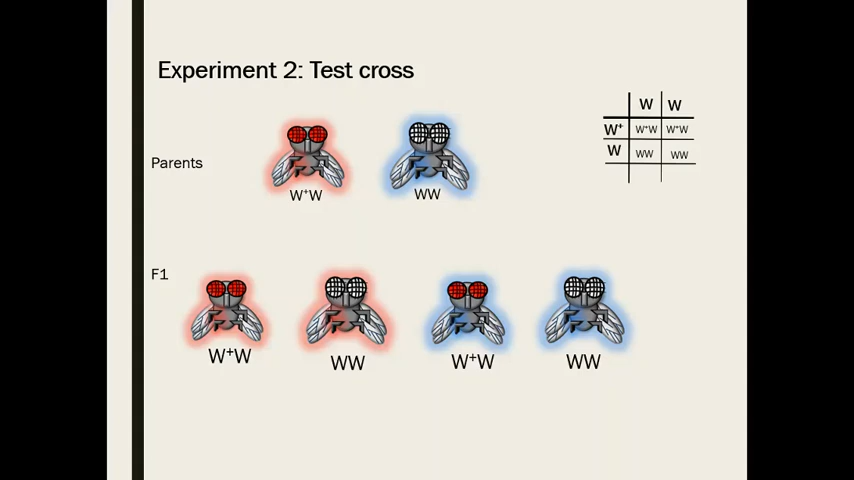 Experiment 2: Test cross
W W
W⁺ W⁺W W⁺W
W WW WW
Parents
W⁺W WW
F1
W⁺W WW W⁺W WW